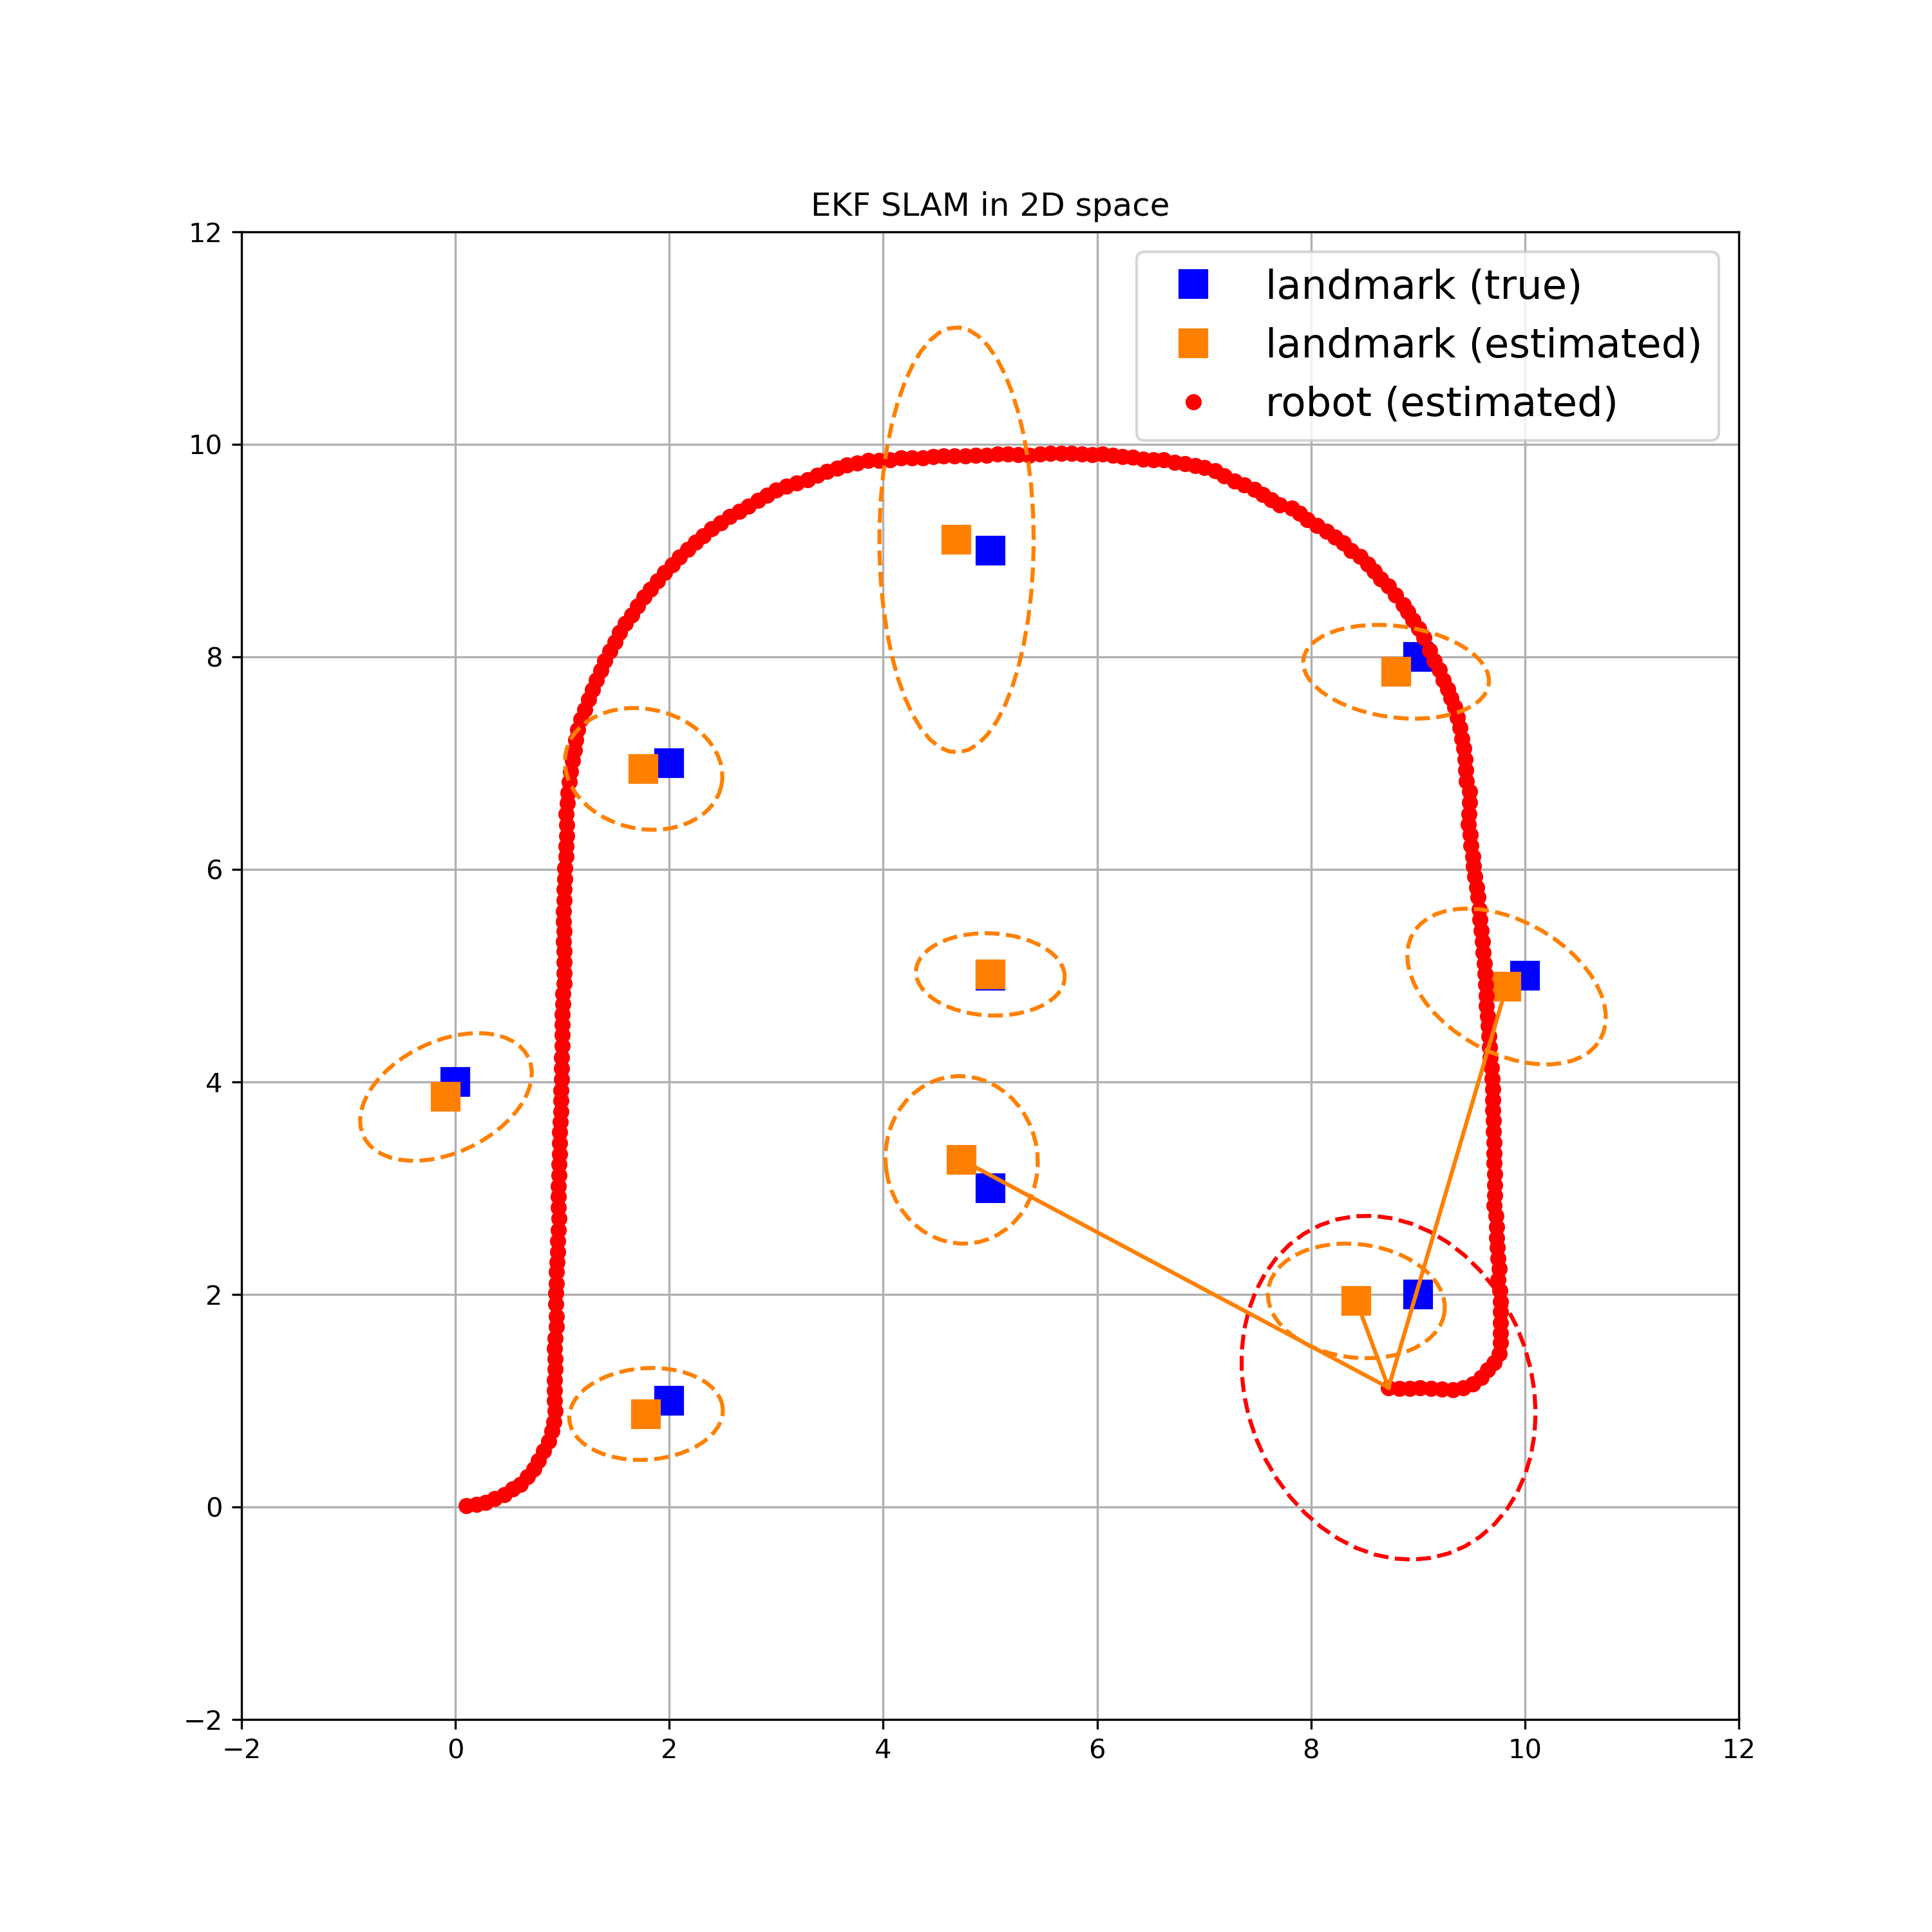 EKF SLAM in 2D space
12
landmark (true)
landmark (estimated)
robot (estimated)
10
8
6
4
2
0
−2
−2 0 2 4 6 8 10 12